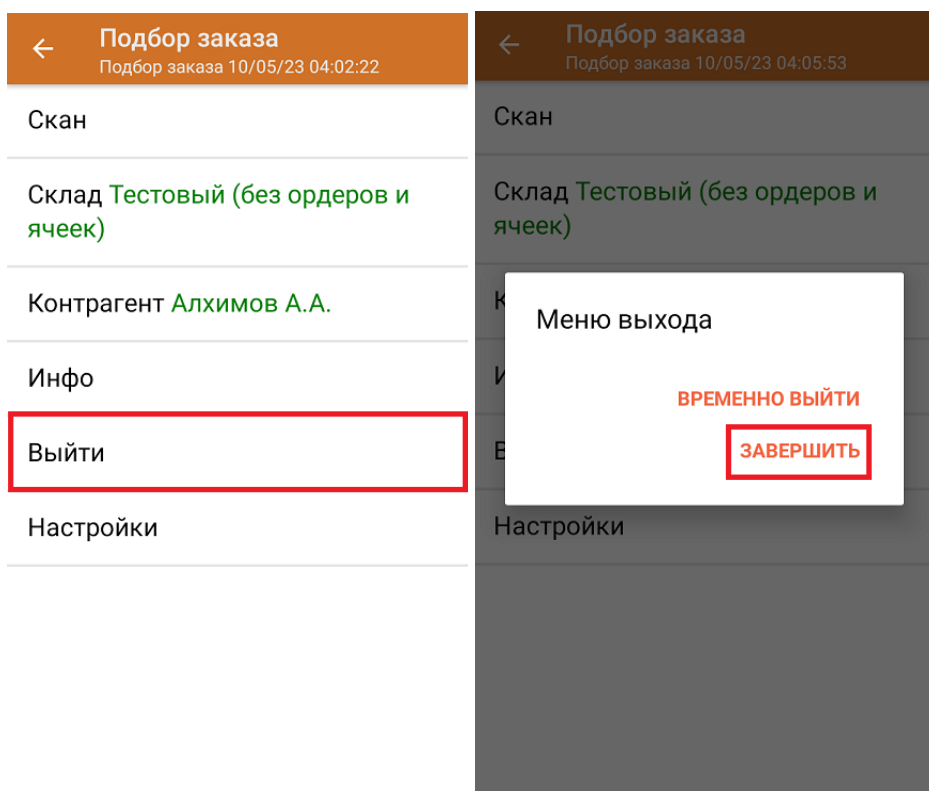 Подбор заказа
Подбор заказа 10/05/23 04:02:22
Скан
Склад Тестовый (без ордеров и
ячеек)
Контрагент Алхимов А.А.
Инфо
Выйти
Настройки
Подбор заказа
Подбор заказа 10/05/23 04:05:53
Скан
Склад Тестовый (без ордеров и
ячеек)
Меню выхода
ВРЕМЕННО ВЫЙТИ
ЗАВЕРШИТЬ
Настройки